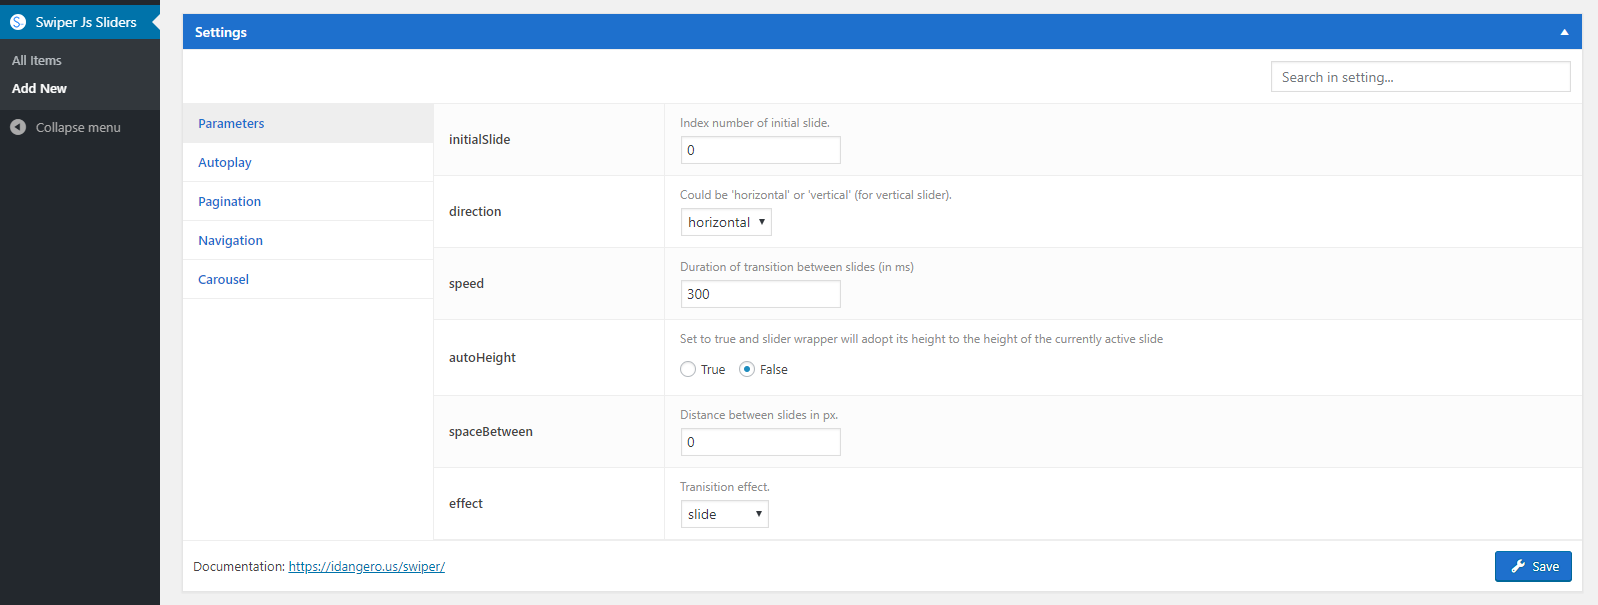 Swiper Js Sliders
All Items
Add New
Collapse menu
Settings
Search in setting...
Parameters
Autoplay
Pagination
Navigation
Carousel
initialSlide
Index number of initial slide.
0
direction
Could be 'horizontal' or 'vertical' (for vertical slider).
horizontal
speed
Duration of transition between slides (in ms)
300
autoHeight
Set to true and slider wrapper will adopt its height to the height of the currently active slide
True False
spaceBetween
Distance between slides in px.
0
effect
Tranisition effect.
slide
Documentation: https://idangero.us/swiper/
Save